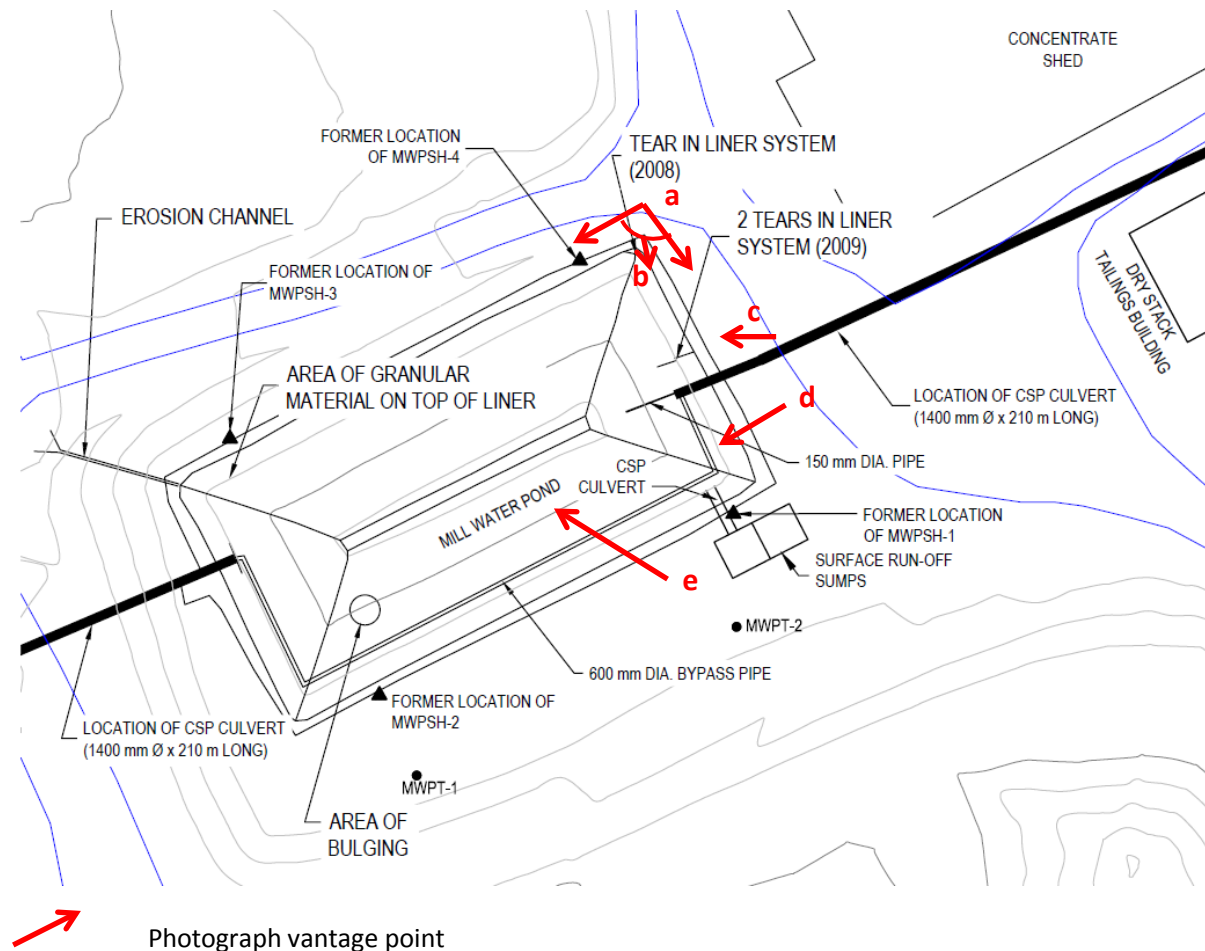 CONCENTRATE
SHED
FORMER LOCATION
OF MWPSH-4
TEAR IN LINER SYSTEM
(2008)
a
EROSION CHANNEL
2 TEARS IN LINER
SYSTEM (2009)
FORMER LOCATION OF
MWPSH-3
b
DRY STACK
TAILINGS BUILDING
c
AREA OF GRANULAR
MATERIAL ON TOP OF LINER
LOCATION OF CSP CULVERT
(1400 mm Ø x 210 m LONG)
d
150 mm DIA. PIPE
CSP
CULVERT
MILL WATER POND
FORMER LOCATION
OF MWPSH-1
SURFACE RUN-OFF
SUMPS
e
MWPT-2
600 mm DIA. BYPASS PIPE
FORMER LOCATION OF
MWPSH-2
LOCATION OF CSP CULVERT
(1400 mm Ø x 210 m LONG)
MWPT-1
AREA OF
BULGING
Photograph vantage point